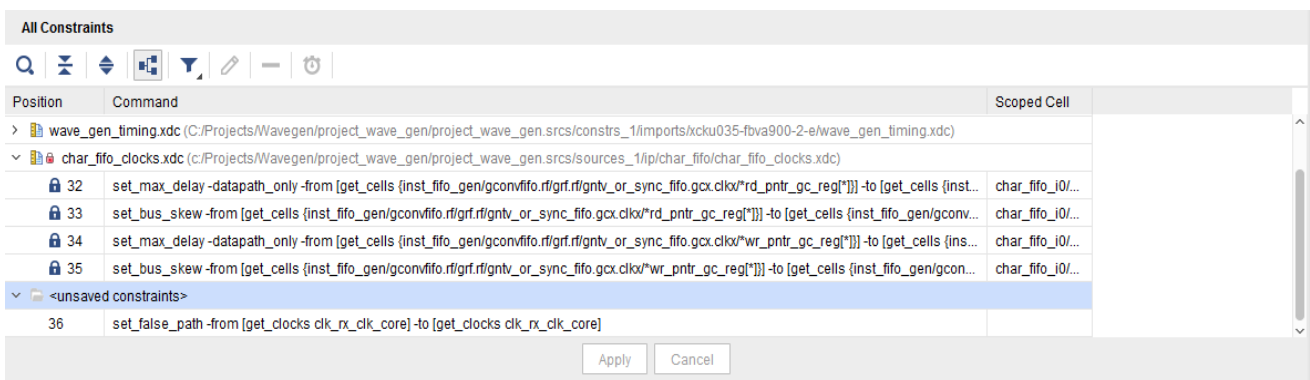 All Constraints
Position Command Scoped Cell
wave_gen_timing.xdc (C:/Projects/Wavegen/project_wave_gen/project_wave_gen.srcs/constrs_1/imports/xcku035-fbva900-2-e/wave_gen_timing.xdc)
char_fifo_clocks.xdc (c:/Projects/Wavegen/project_wave_gen/project_wave_gen.srcs/sources_1/ip/char_fifo/char_fifo_clocks.xdc)
32 set_max_delay -datapath_only -from [get_cells {inst_fifo_gen/gconvfifo.rf/grf.rf/gntv_or_sync_fifo.gcx.clkx/*rd_pntr_gc_reg[*]}] -to [get_cells {inst... char_fifo_i0/...
33 set_bus_skew -from [get_cells {inst_fifo_gen/gconvfifo.rf/grf.rf/gntv_or_sync_fifo.gcx.clkx/*rd_pntr_gc_reg[*]}] -to [get_cells {inst_fifo_gen/gconv... char_fifo_i0/...
34 set_max_delay -datapath_only -from [get_cells {inst_fifo_gen/gconvfifo.rf/grf.rf/gntv_or_sync_fifo.gcx.clkx/*wr_pntr_gc_reg[*]}] -to [get_cells {ins... char_fifo_i0/...
35 set_bus_skew -from [get_cells {inst_fifo_gen/gconvfifo.rf/grf.rf/gntv_or_sync_fifo.gcx.clkx/*wr_pntr_gc_reg[*]}] -to [get_cells {inst_fifo_gen/gcon... char_fifo_i0/...
<unsaved constraints>
36 set_false_path -from [get_clocks clk_rx_clk_core] -to [get_clocks clk_rx_clk_core]
Apply Cancel